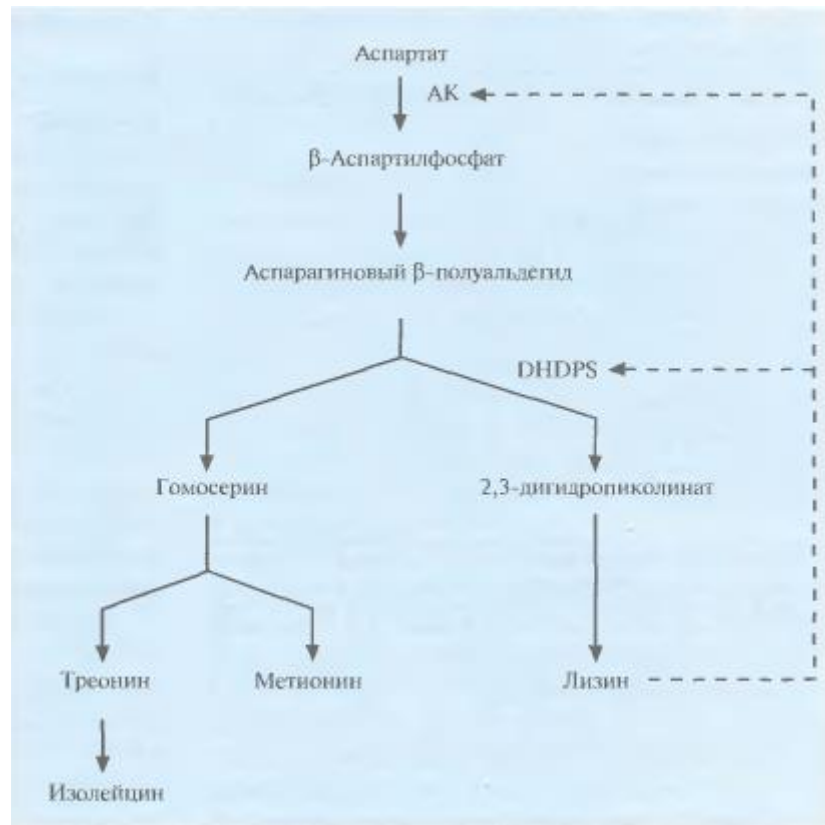 Аспартат
АК
β-Аспартилфосфат
Аспарагиновый β-полуальдегид
DHDPS
Гомосерин
2,3-дигидропиколинат
Треонин
Метионин
Лизин
Изолейцин